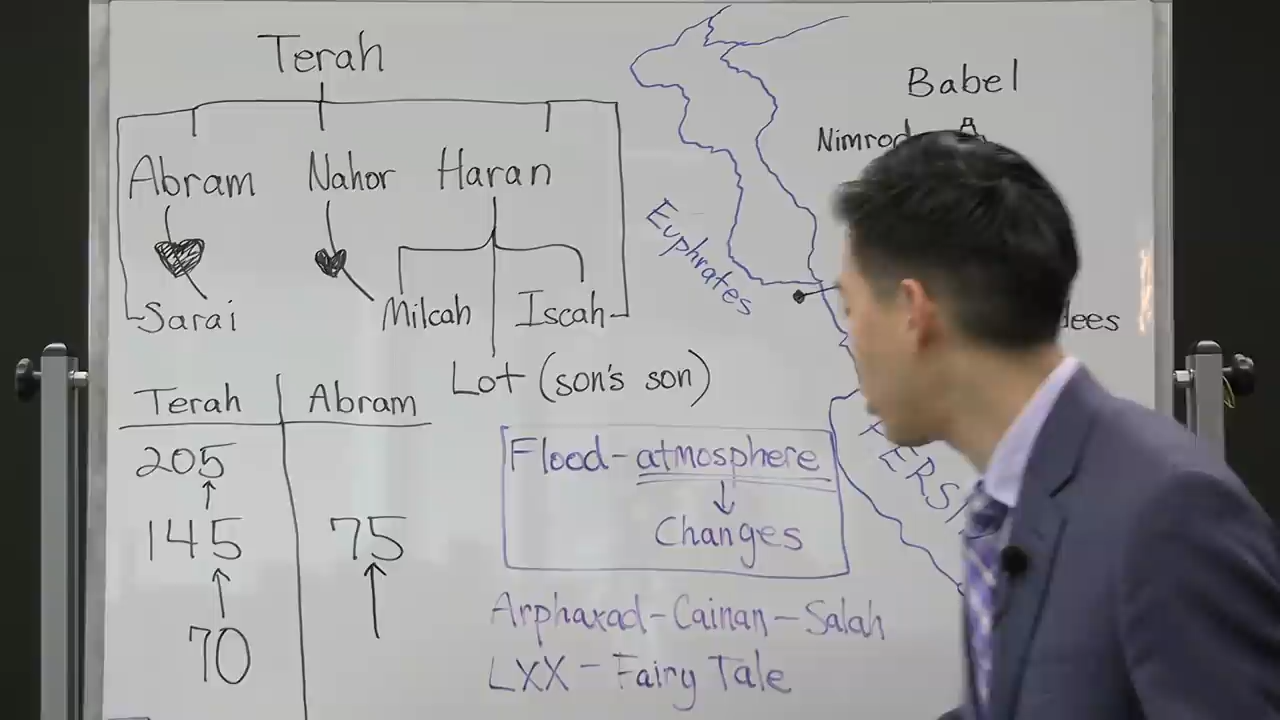 Terah
Abram Nahor Haran
Sarai Milcah Iscah
Lot (son's son)
Terah Abram
205
145 75
70
Flood-atmosphere
Changes
Arphaxad-Cainan-Salah
LXX-Fairy Tale
Babel
Euphrates